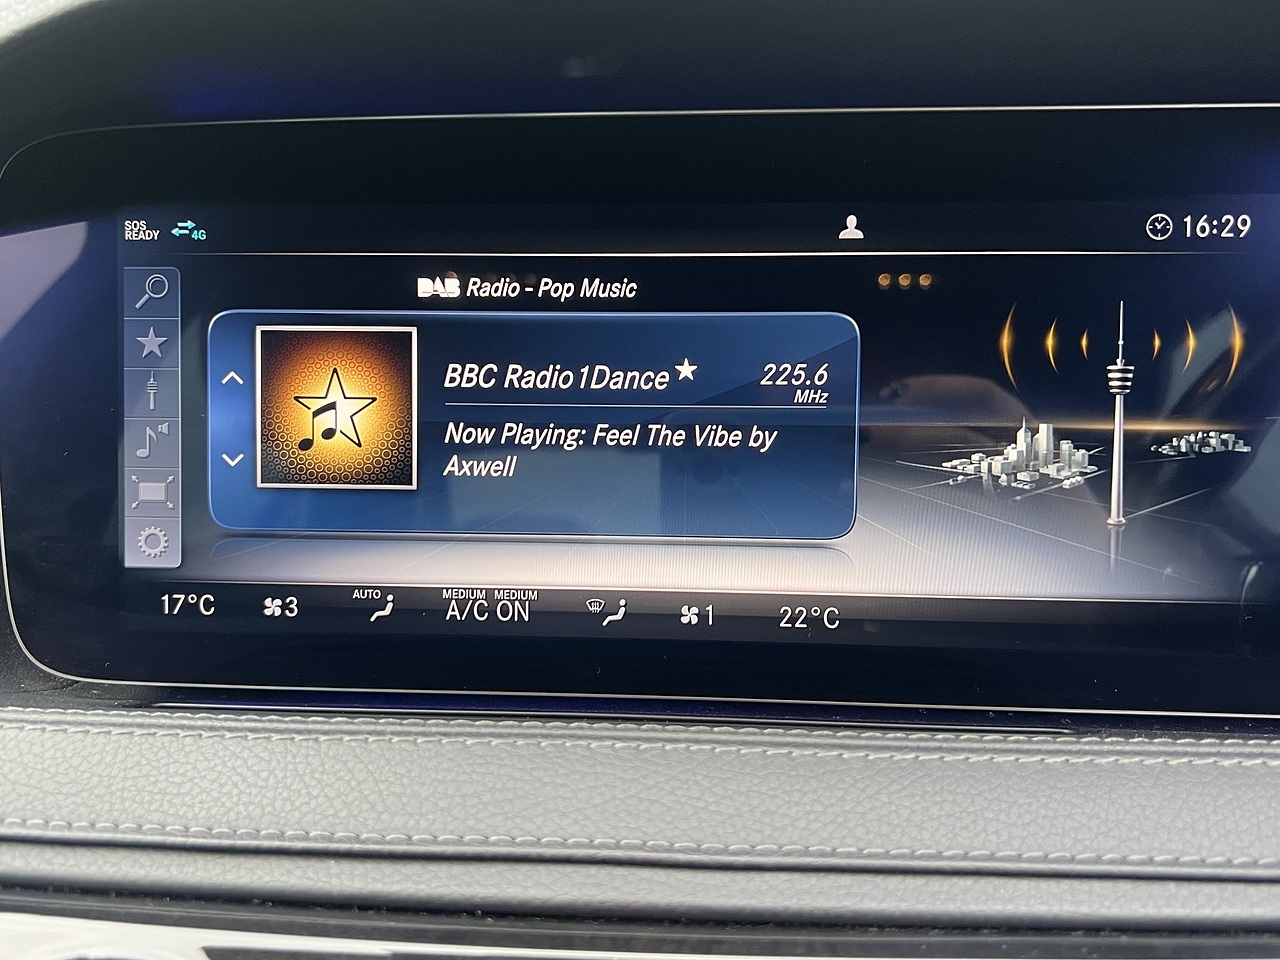 SOS
READY
4G
16:29
DAB Radio - Pop Music
BBC Radio 1Dance
225.6
MHz
Now Playing: Feel The Vibe by
Axwell
17°C
3
AUTO
MEDIUM MEDIUM
A/C ON
1
22°C